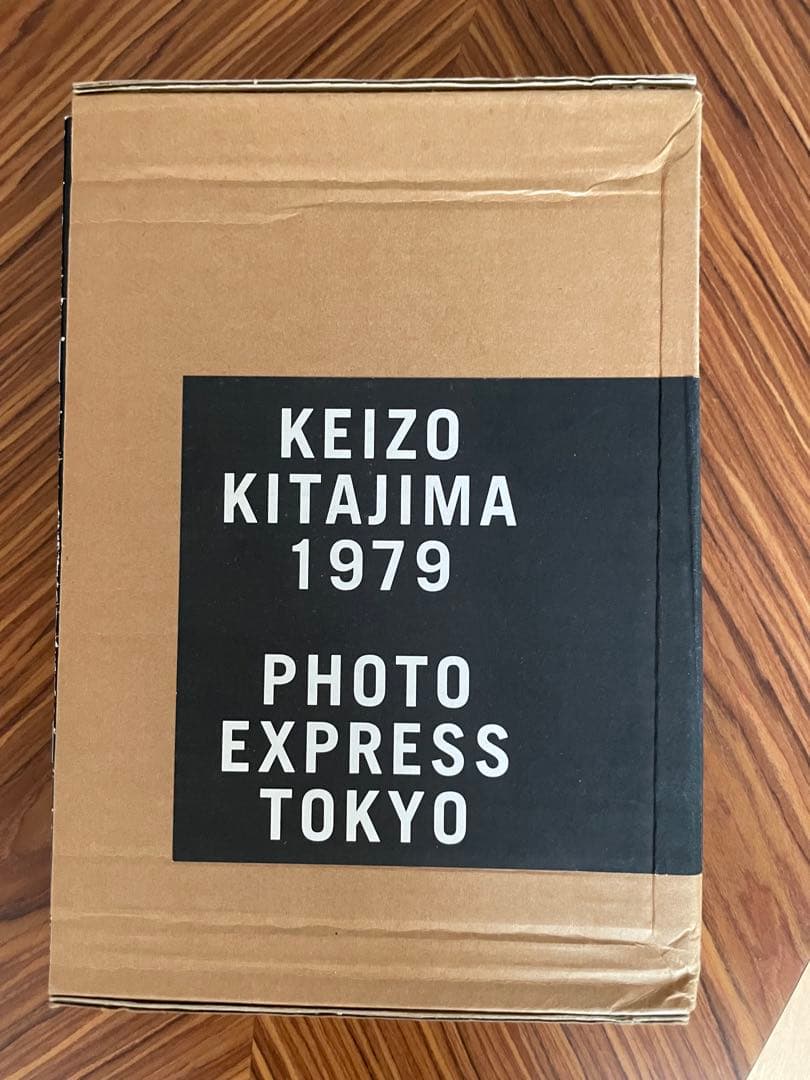 KEIZO
KITAJIMA
1979
PHOTO
EXPRESS
TOKYO